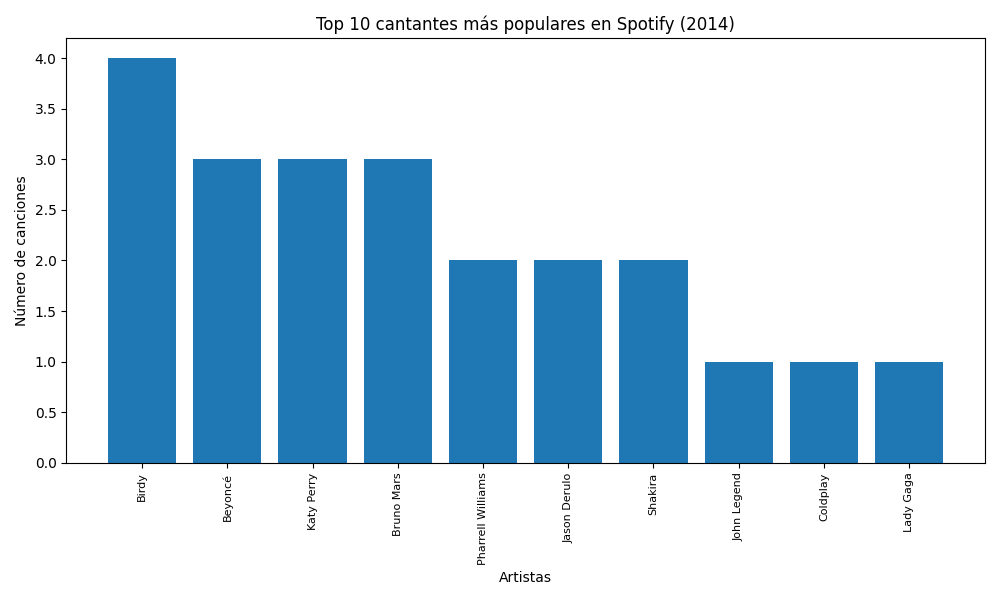 Top 10 cantantes más populares en Spotify (2014)
Número de canciones
4.0
3.5
3.0
2.5
2.0
1.5
1.0
0.5
0.0
Birdy
Beyoncé
Katy Perry
Bruno Mars
Pharrell Williams
Jason Derulo
Shakira
John Legend
Coldplay
Lady Gaga
Artistas